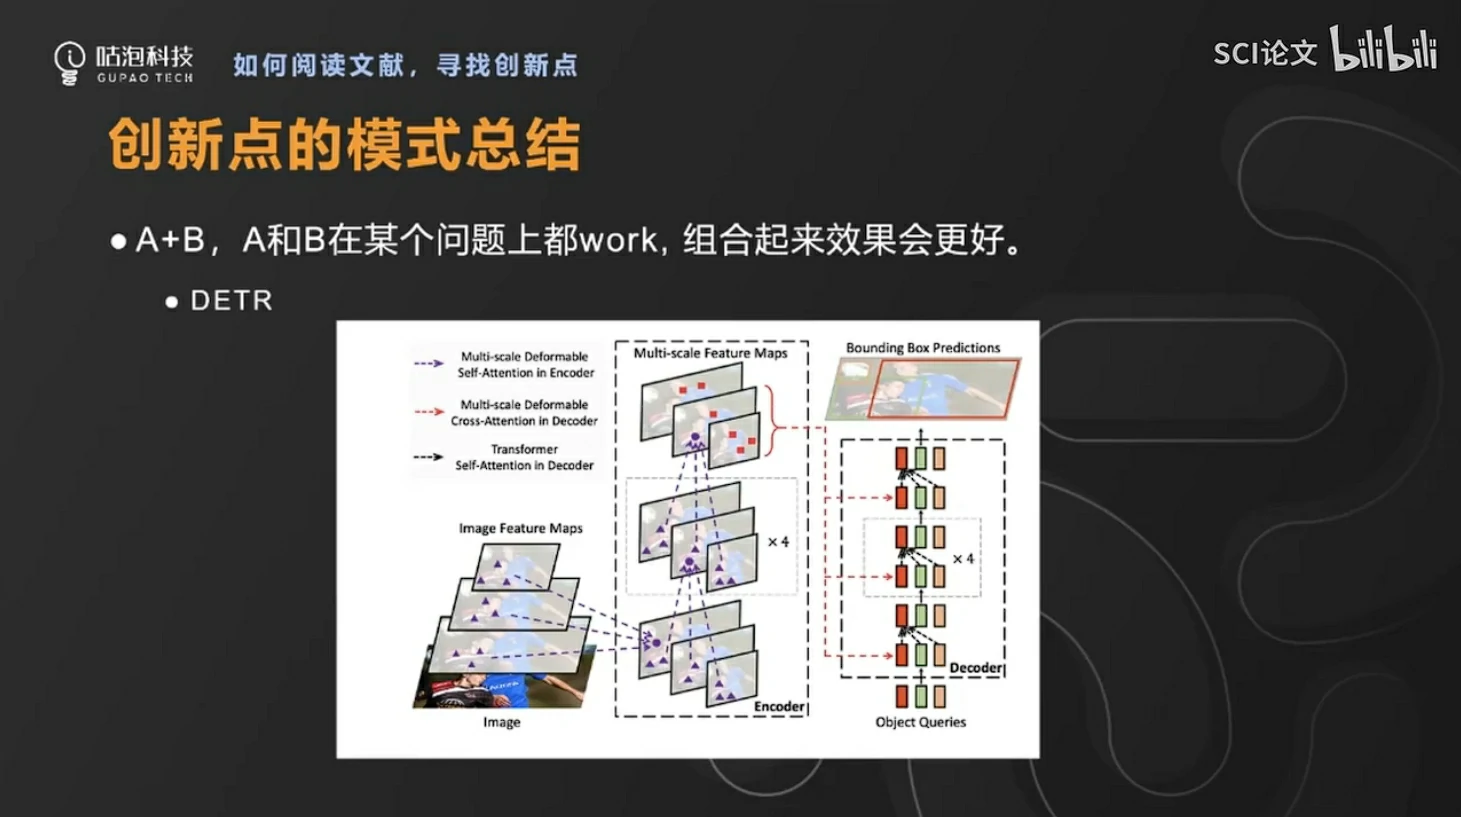 咕泡科技
GUPAO TECH
如何阅读文献，寻找创新点
SCI论文 bilibili
创新点的模式总结
A+B，A和B在某个问题上都work, 组合起来效果会更好。
DETR
Multi-scale Deformable
Self-Attention in Encoder
Multi-scale Deformable
Cross-Attention in Decoder
Transformer
Self-Attention in Decoder
Image Feature Maps
Image
Multi-scale Feature Maps
× 4
Encoder
Bounding Box Predictions
× 4
Decoder
Object Queries